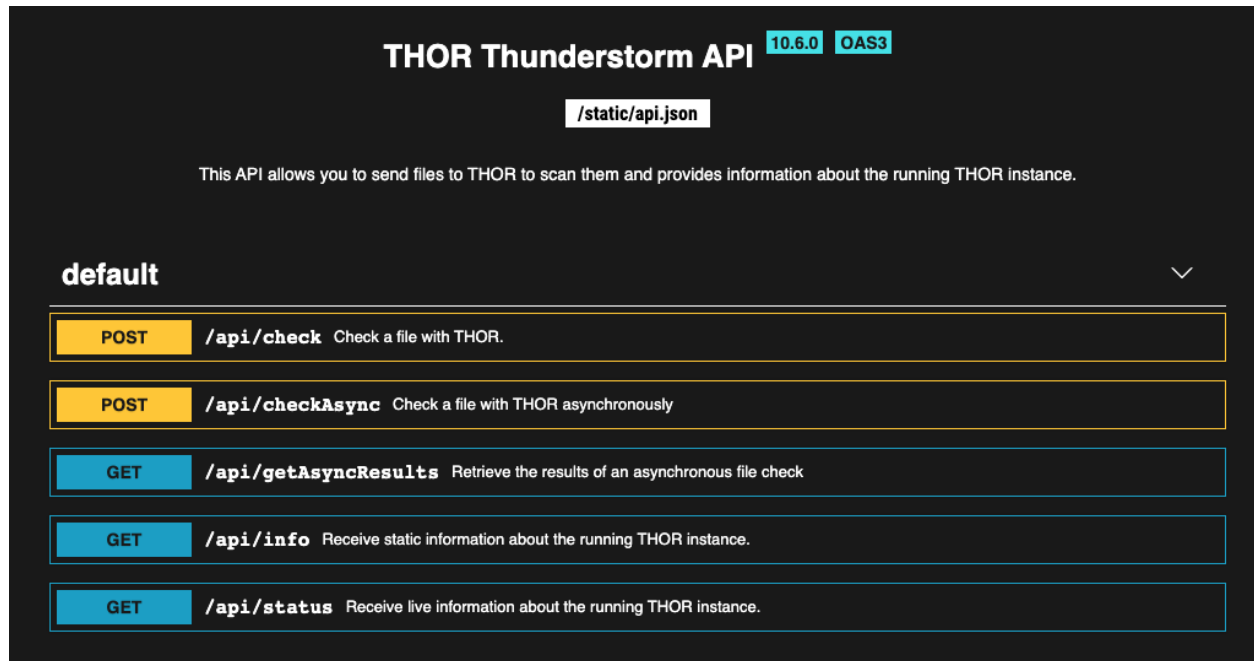 THOR Thunderstorm API 10.6.0 OAS3
/static/api.json
This API allows you to send files to THOR to scan them and provides information about the running THOR instance.
default
POST /api/check Check a file with THOR.
POST /api/checkAsync Check a file with THOR asynchronously
GET /api/getAsyncResults Retrieve the results of an asynchronous file check
GET /api/info Receive static information about the running THOR instance.
GET /api/status Receive live information about the running THOR instance.